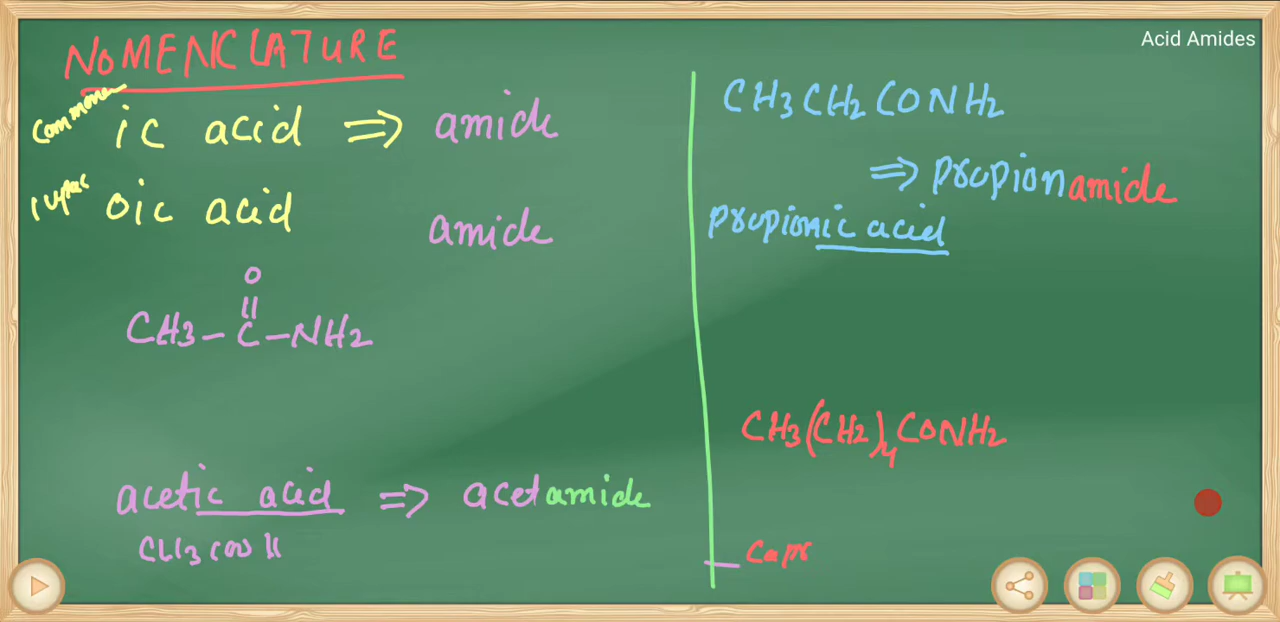 Acid Amides
NOMENCLATURE
common ic acid ⇒ amide
iupac oic acid amide
O
||
CH3-C-NH2
acetic acid ⇒ acetamide
CH3COOH
CH3CH2CONH2
⇒ propionamide
propionic acid
CH3(CH2)4CONH2
Capr